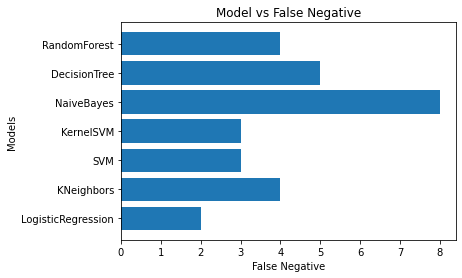 Model vs False Negative
RandomForest
DecisionTree
NaiveBayes
KernelSVM
SVM
KNeighbors
LogisticRegression
Models
0 1 2 3 4 5 6 7 8
False Negative